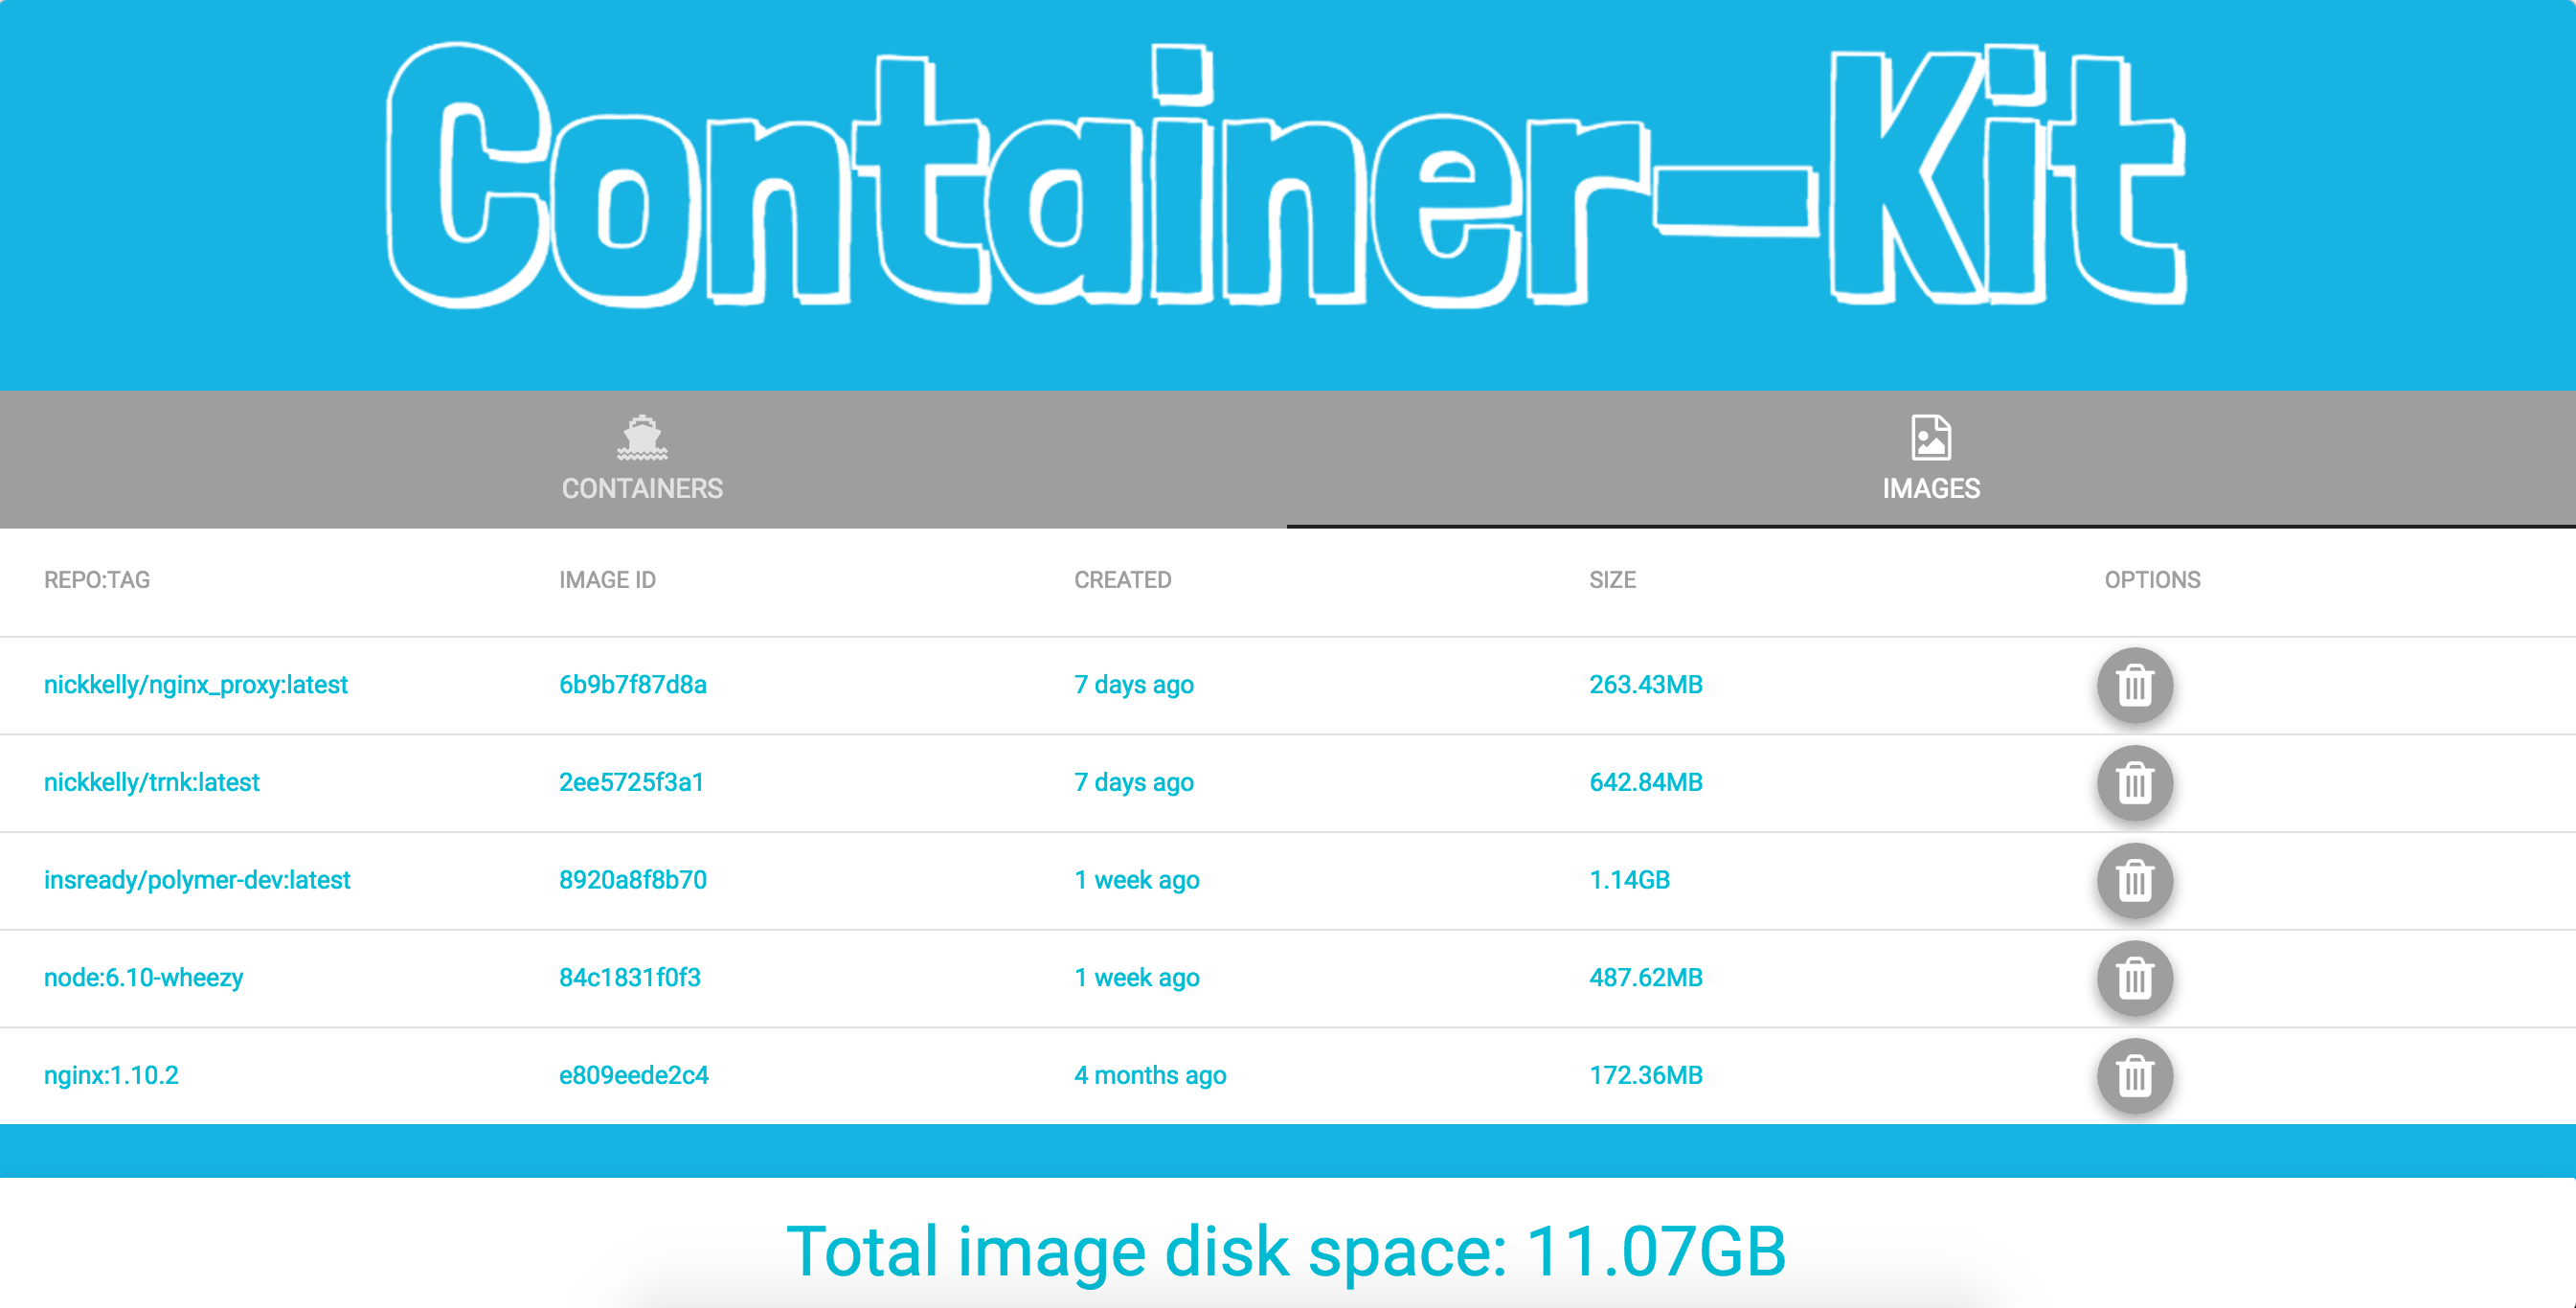 Container-Kit
CONTAINERS IMAGES
REPO:TAG IMAGE ID CREATED SIZE OPTIONS
nickkelly/nginx_proxy:latest 6b9b7f87d8a 7 days ago 263.43MB
nickkelly/trnk:latest 2ee5725f3a1 7 days ago 642.84MB
insready/polymer-dev:latest 8920a8f8b70 1 week ago 1.14GB
node:6.10-wheezy 84c1831f0f3 1 week ago 487.62MB
nginx:1.10.2 e809eede2c4 4 months ago 172.36MB
Total image disk space: 11.07GB